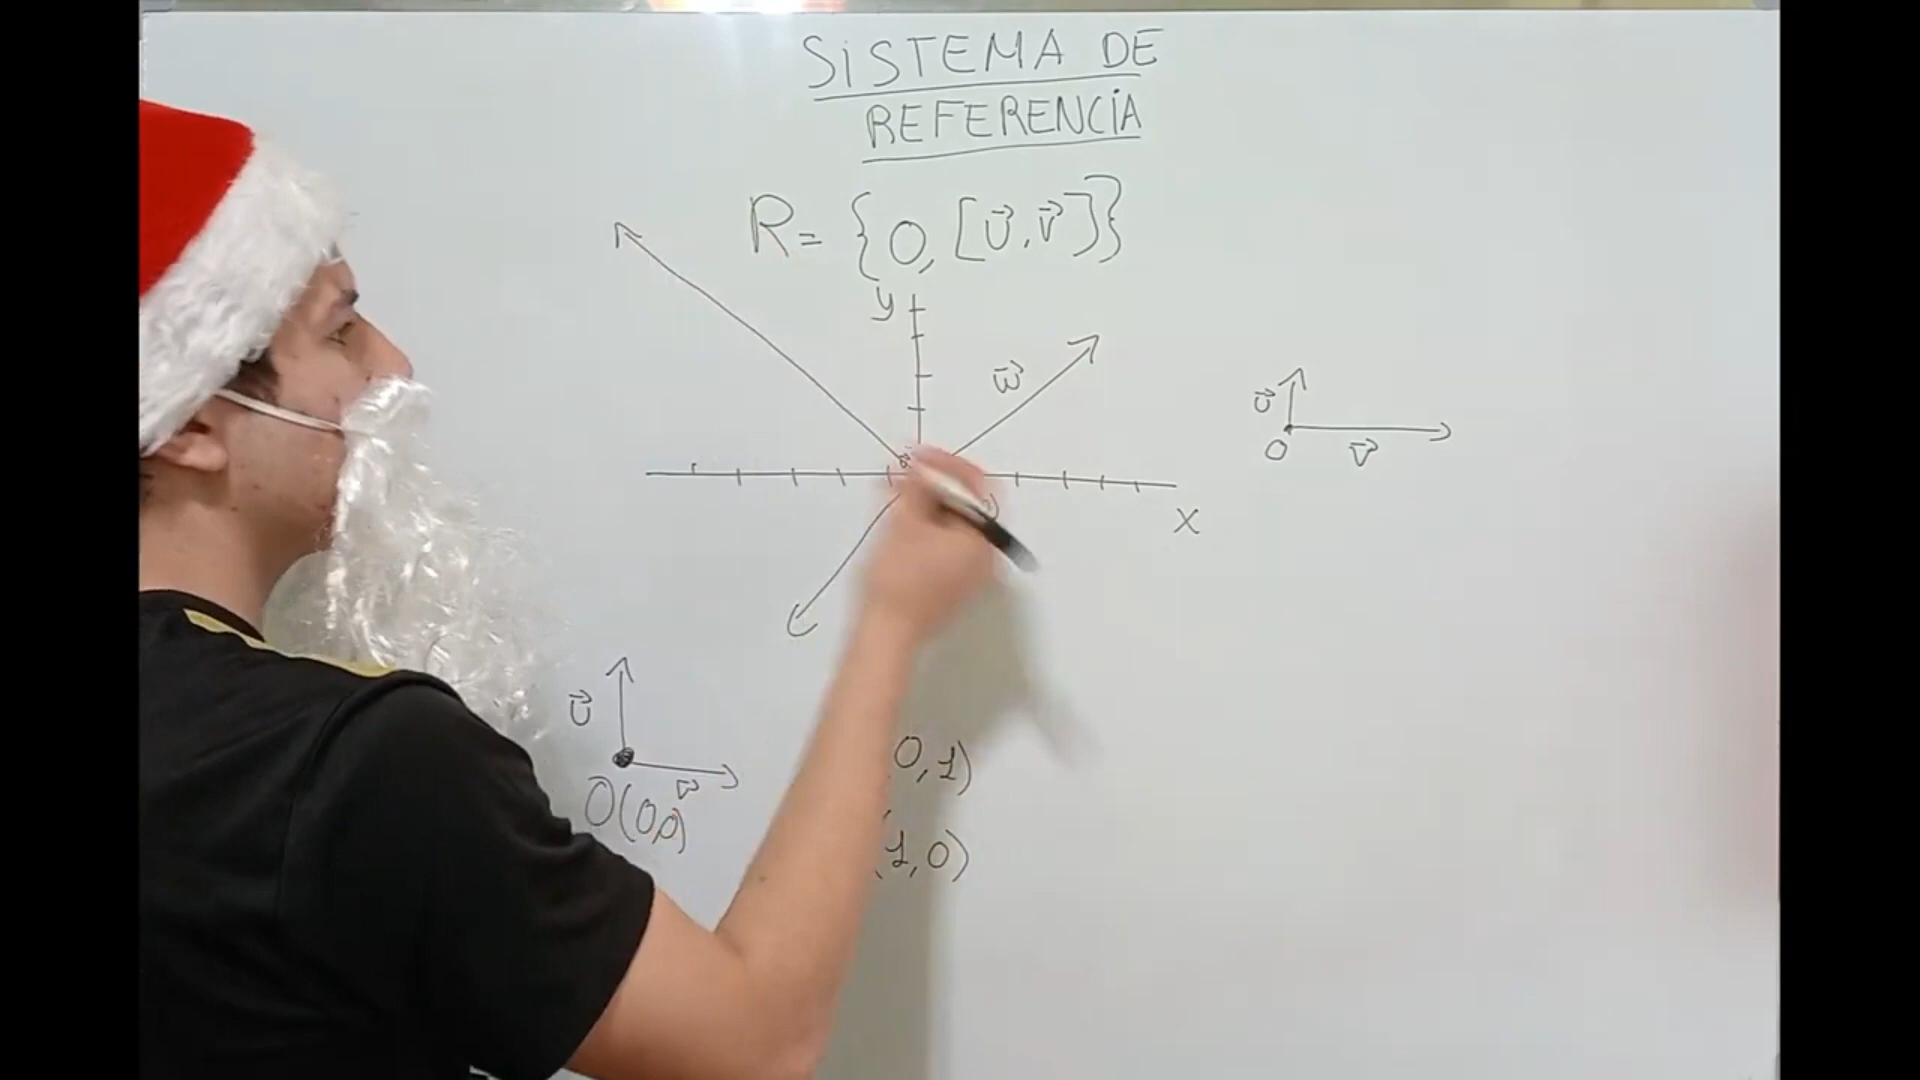 SISTEMA DE
REFERENCIA
R = {O, [u⃗, v⃗]}
y
w⃗
x
u⃗
O
v⃗
u⃗
v⃗
O(0,0)
0,1)
(1,0)